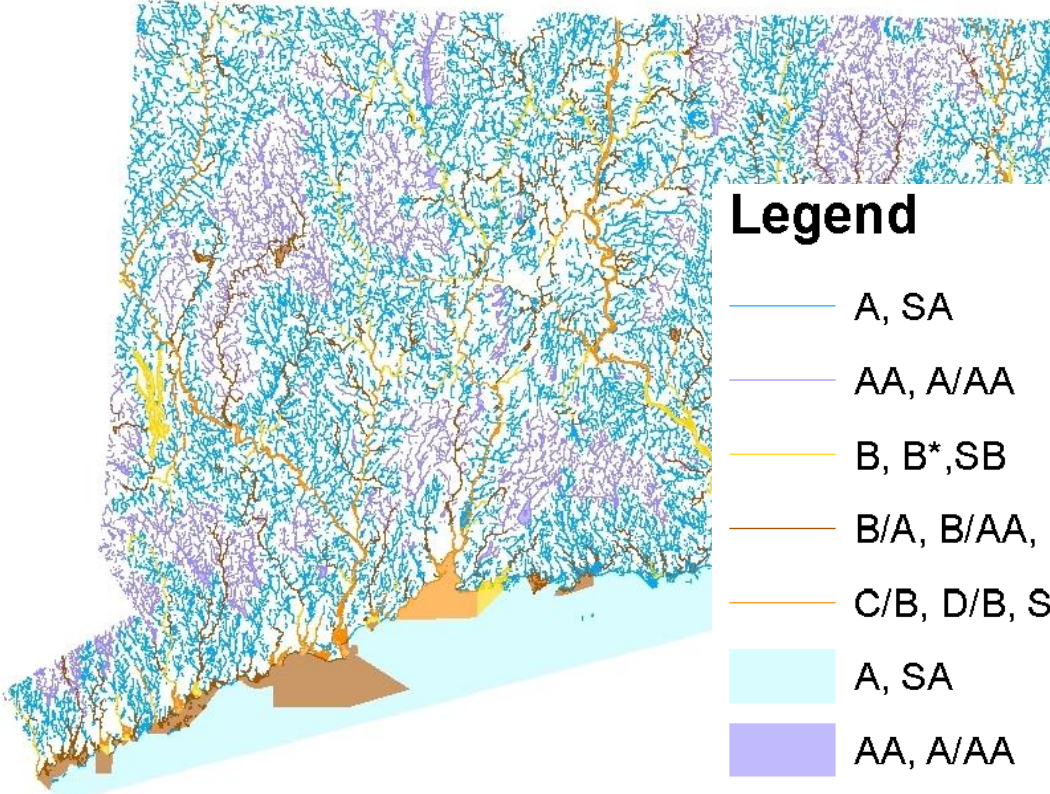 Legend
A, SA
AA, A/AA
B, B*,SB
B/A, B/AA,
C/B, D/B, S
A, SA
AA, A/AA